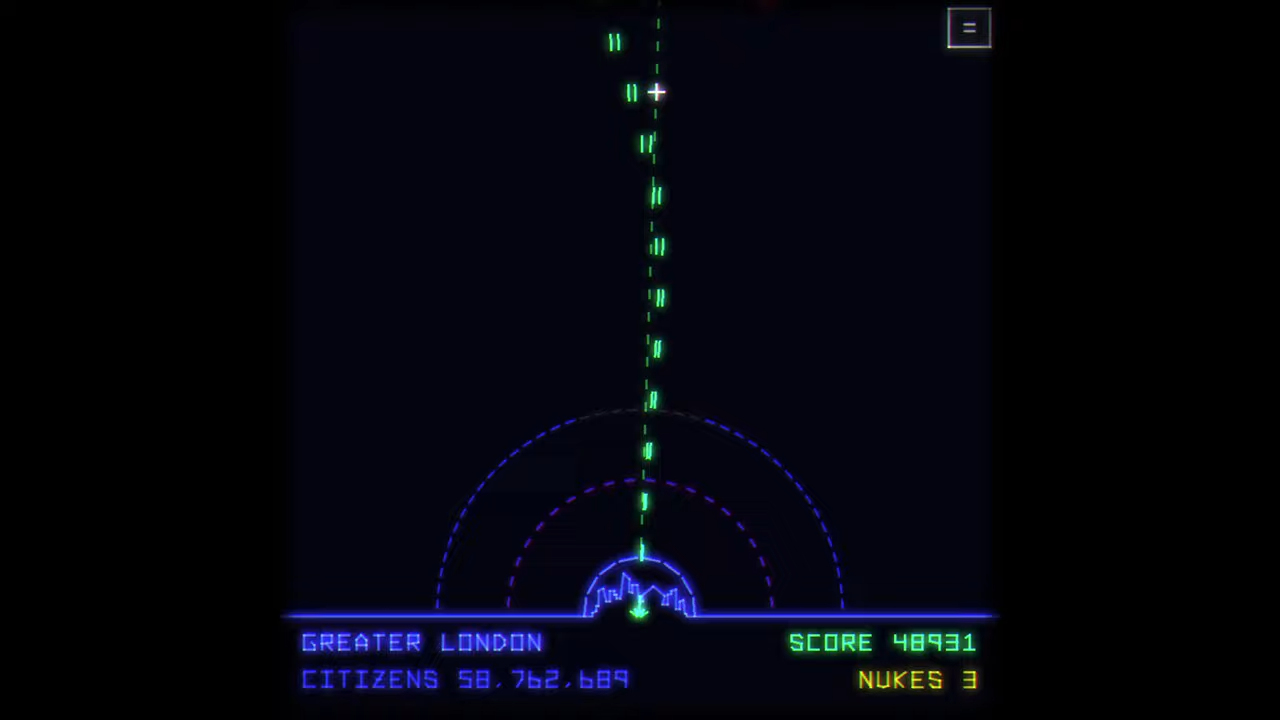 GREATER LONDON
SCORE 48931
CITIZENS 58,762,689
NUKES 3